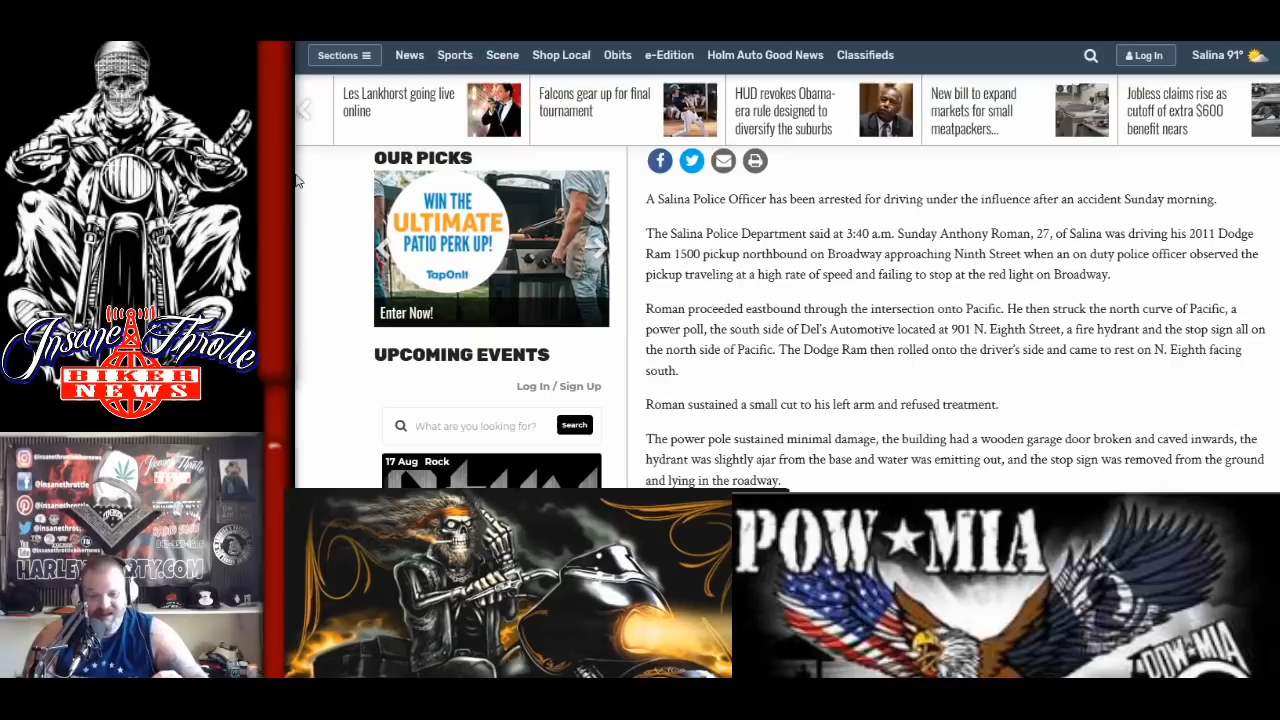 Sections
News
Sports
Scene
Shop Local
Obits
e-Edition
Holm Auto Good News
Classifieds
Log In
Salina 91°
Les Lankhorst going live
online
Falcons gear up for final
tournament
HUD revokes Obama-
era rule designed to
diversify the suburbs
New bill to expand
markets for small
meatpackers...
Jobless claims rise as
cutoff of extra $600
benefit nears
OUR PICKS
WIN THE
ULTIMATE
PATIO PERK UP!
TapOnIt
Enter Now!
UPCOMING EVENTS
Log In / Sign Up
What are you looking for?
Search
17 Aug Rock
A Salina Police Officer has been arrested for driving under the influence after an accident Sunday morning.
The Salina Police Department said at 3:40 a.m. Sunday Anthony Roman, 27, of Salina was driving his 2011 Dodge
Ram 1500 pickup northbound on Broadway approaching Ninth Street when an on duty police officer observed the
pickup traveling at a high rate of speed and failing to stop at the red light on Broadway.
Roman proceeded eastbound through the intersection onto Pacific. He then struck the north curve of Pacific, a
power poll, the south side of Del's Automotive located at 901 N. Eighth Street, a fire hydrant and the stop sign all on
the north side of Pacific. The Dodge Ram then rolled onto the driver's side and came to rest on N. Eighth facing
south.
Roman sustained a small cut to his left arm and refused treatment.
The power pole sustained minimal damage, the building had a wooden garage door broken and caved inwards, the
hydrant was slightly ajar from the base and water was emitting out, and the stop sign was removed from the ground
and lying in the roadway.
Insane Throttle
BIKER
NEWS
@insanethrottle
HARLEY
.COM
POW★MIA
POW-MIA